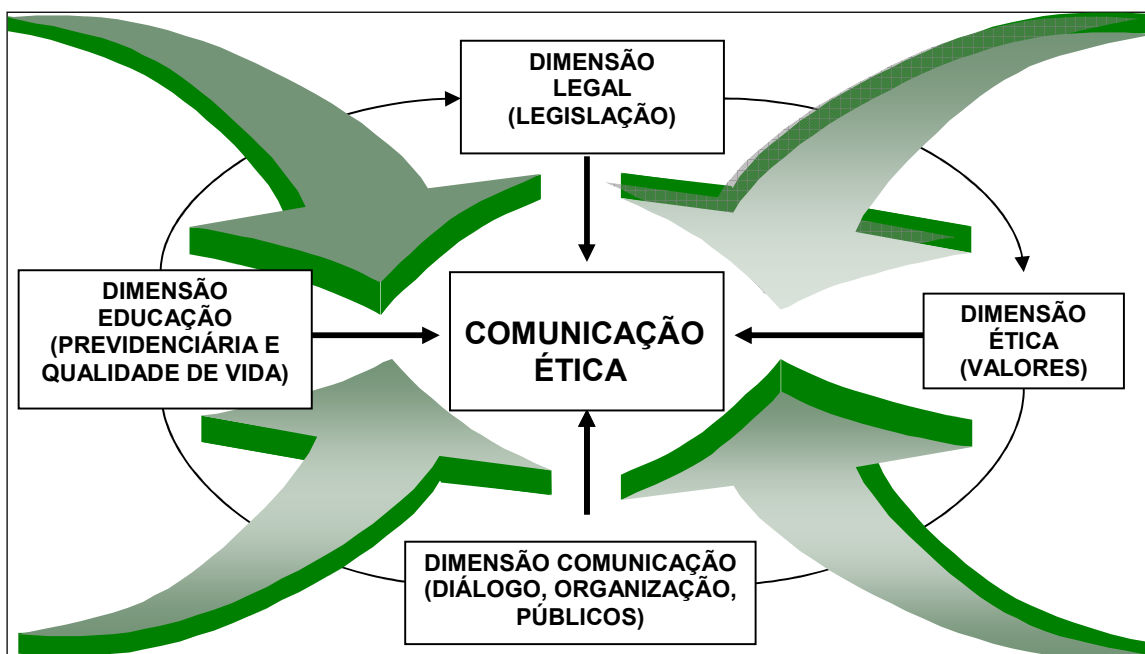 DIMENSÃO
LEGAL
(LEGISLAÇÃO)
DIMENSÃO
EDUCAÇÃO
(PREVIDENCIÁRIA E
QUALIDADE DE VIDA)
COMUNICAÇÃO
ÉTICA
DIMENSÃO
ÉTICA
(VALORES)
DIMENSÃO COMUNICAÇÃO
(DIÁLOGO, ORGANIZAÇÃO,
PÚBLICOS)